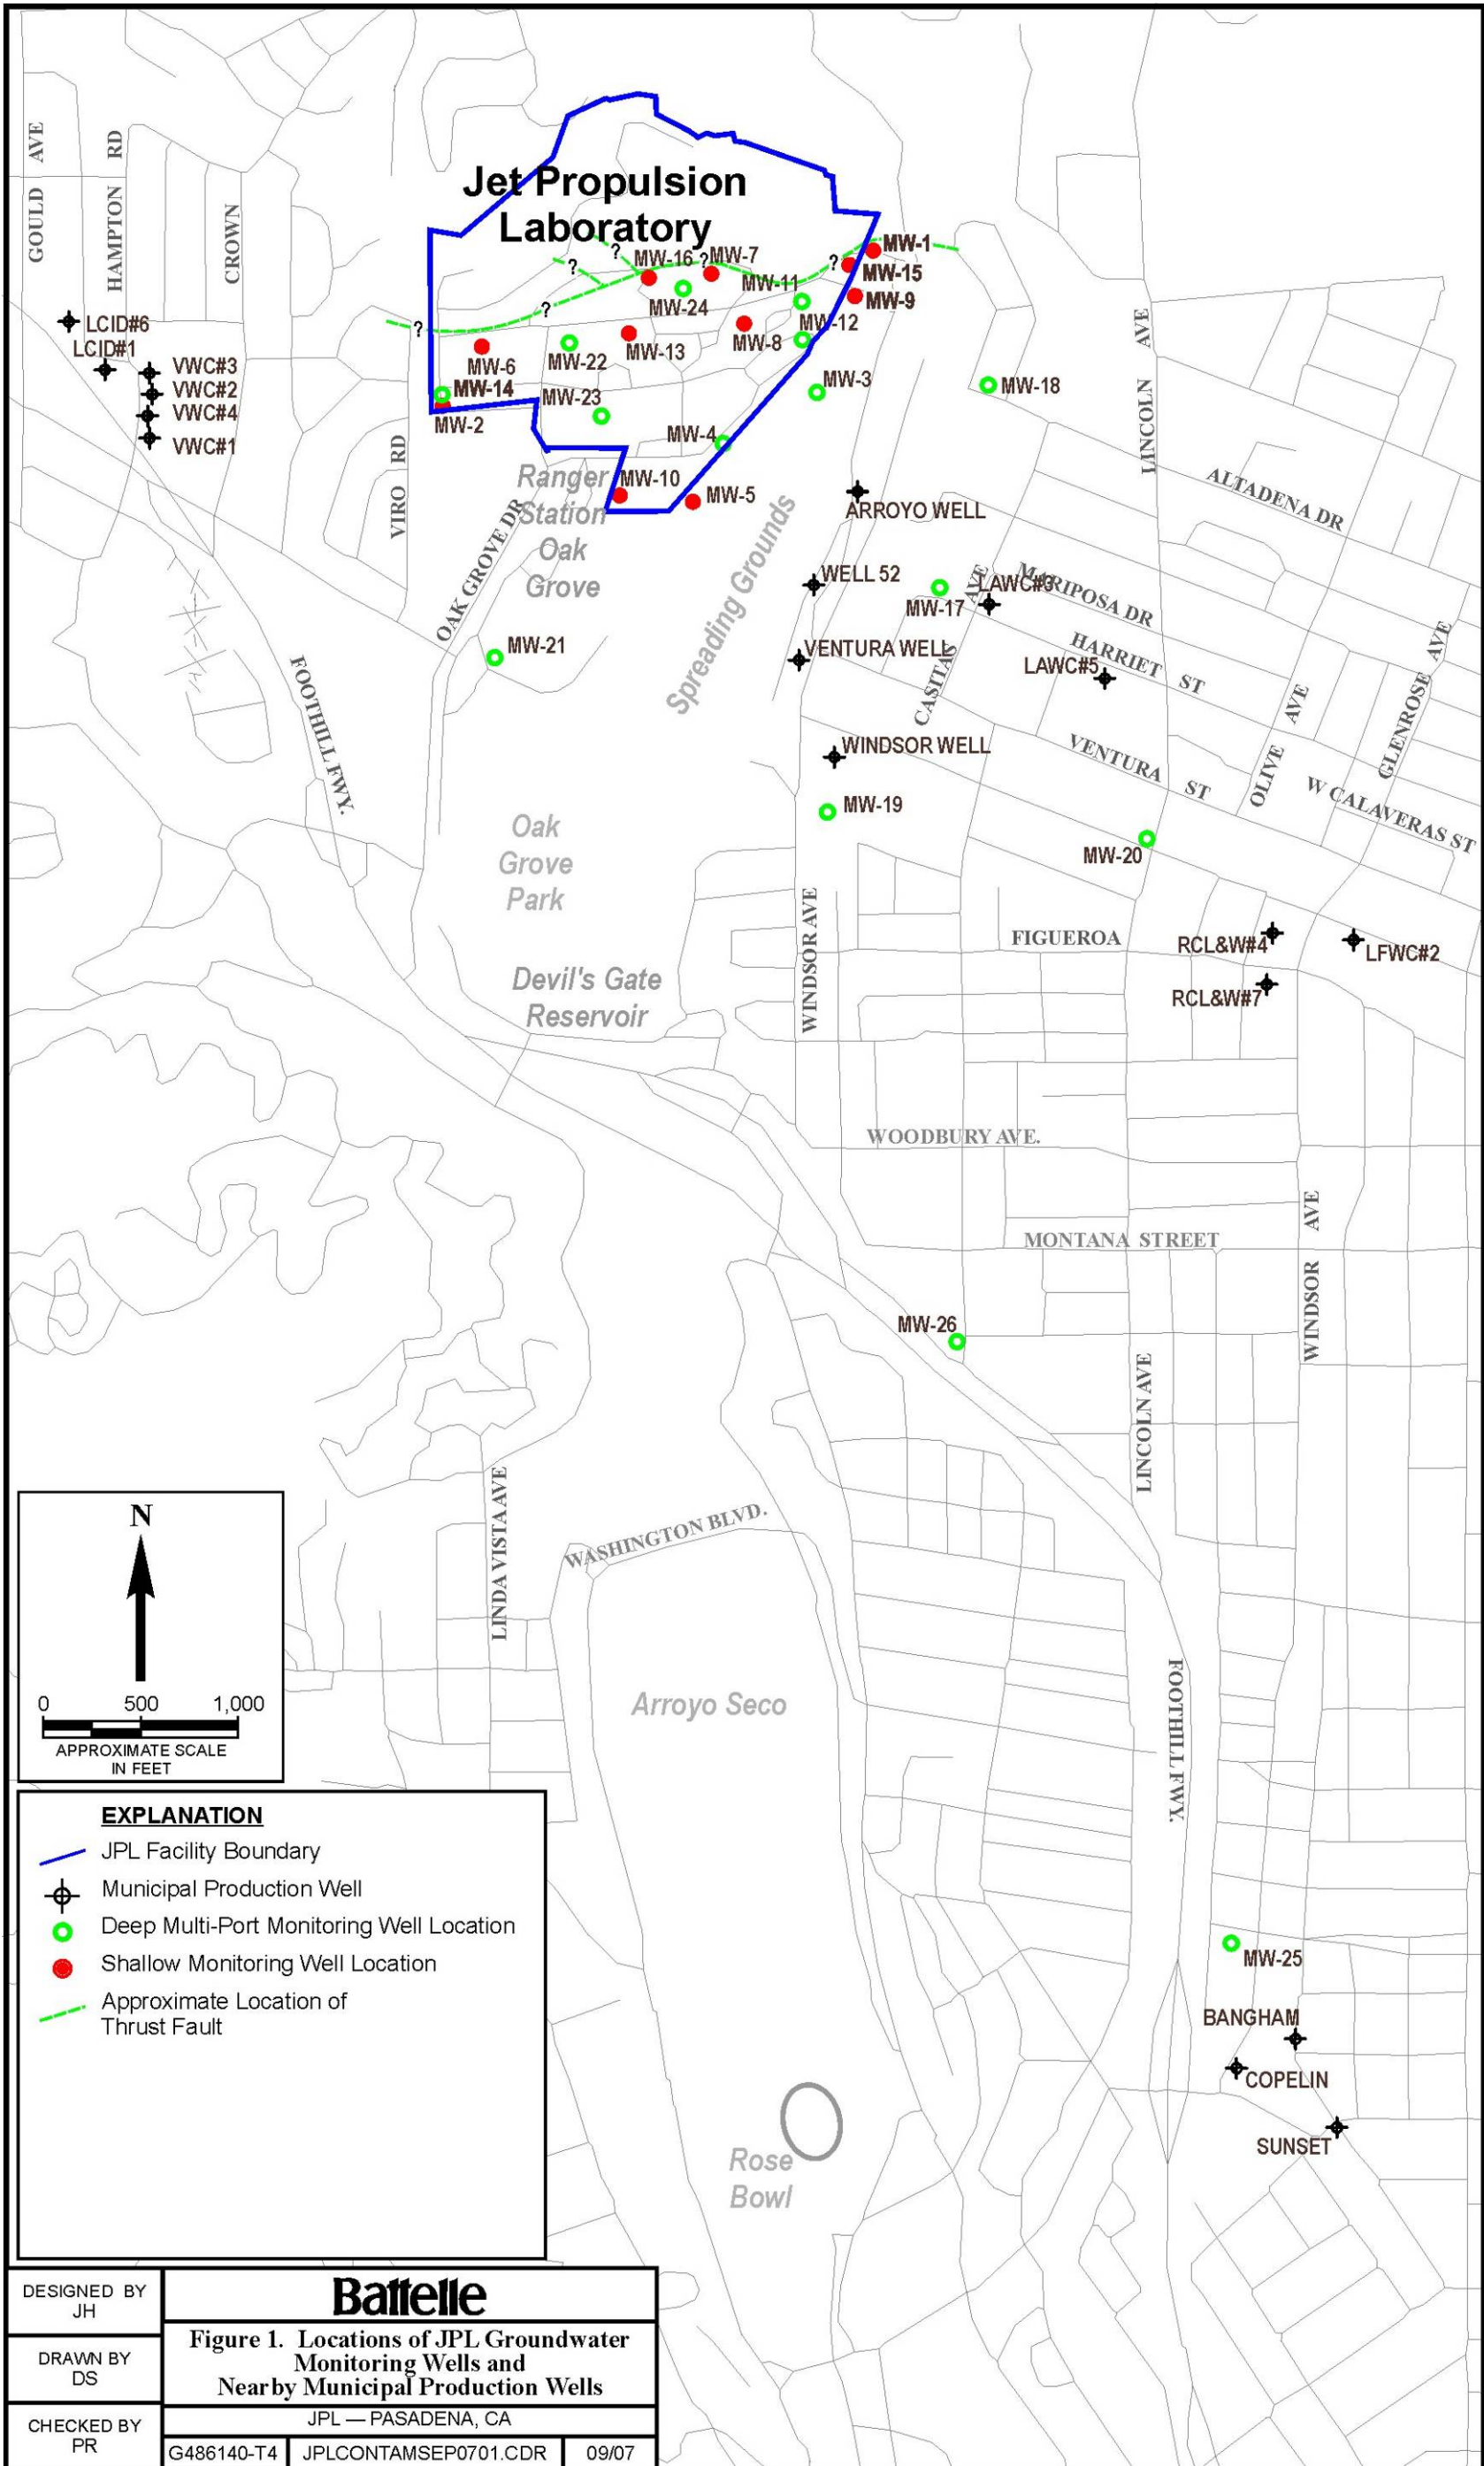 GOULD AVE
HAMPTON RD
CROWN
Jet Propulsion
Laboratory
MW-1
MW-15
MW-9
MW-16
?
MW-7
?
?
?
?
?
MW-11
MW-24
MW-12
MW-8
MW-13
MW-22
MW-6
MW-14
MW-23
MW-3
MW-18
MW-2
MW-4
MW-10
MW-5
LCID#6
LCID#1
VWC#3
VWC#2
VWC#4
VWC#1
VIRO RD
LINCOLN AVE
ALTADENA DR
Ranger
Station
Oak
Grove
OAK GROVE DR
Spreading Grounds
ARROYO WELL
WELL 52
MW-17
LAWC#3
MARIPOSA DR
CASITAS AVE
HARRIET ST
LAWC#5
VENTURA WELL
MW-21
FOOTHILL FWY.
WINDSOR WELL
MW-19
VENTURA ST
OLIVE AVE
GLENROSE AVE
W CALAVERAS ST
MW-20
Oak
Grove
Park
WINDSOR AVE
FIGUEROA
RCL&W#4
LFWC#2
RCL&W#7
Devil's Gate
Reservoir
WOODBURY AVE.
MONTANA STREET
WINDSOR AVE
MW-26
LINCOLN AVE
LINDA VISTA AVE
WASHINGTON BLVD.
N
0 500 1,000
APPROXIMATE SCALE
IN FEET
Arroyo Seco
FOOTHILL FWY.
EXPLANATION
JPL Facility Boundary
Municipal Production Well
Deep Multi-Port Monitoring Well Location
Shallow Monitoring Well Location
Approximate Location of
Thrust Fault
MW-25
BANGHAM
COPELIN
SUNSET
Rose
Bowl
DESIGNED BY
JH
DRAWN BY
DS
CHECKED BY
PR
Battelle
Figure 1. Locations of JPL Groundwater
Monitoring Wells and
Nearby Municipal Production Wells
JPL — PASADENA, CA
G486140-T4 JPLCONTAMSEP0701.CDR 09/07